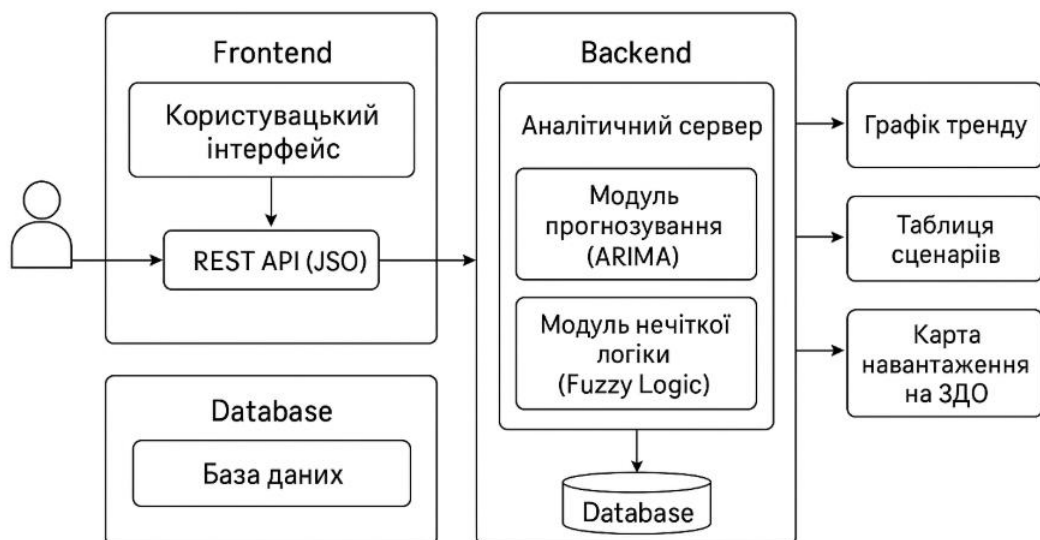 Frontend
Користувацький
інтерфейс
REST API (JSO)
Database
База даних
Backend
Аналітичний сервер
Модуль
прогнозування
(ARIMA)
Модуль нечіткої
логіки
(Fuzzy Logic)
Database
Графік тренду
Таблиця
сценаріїв
Карта
навантаження
на ЗДО